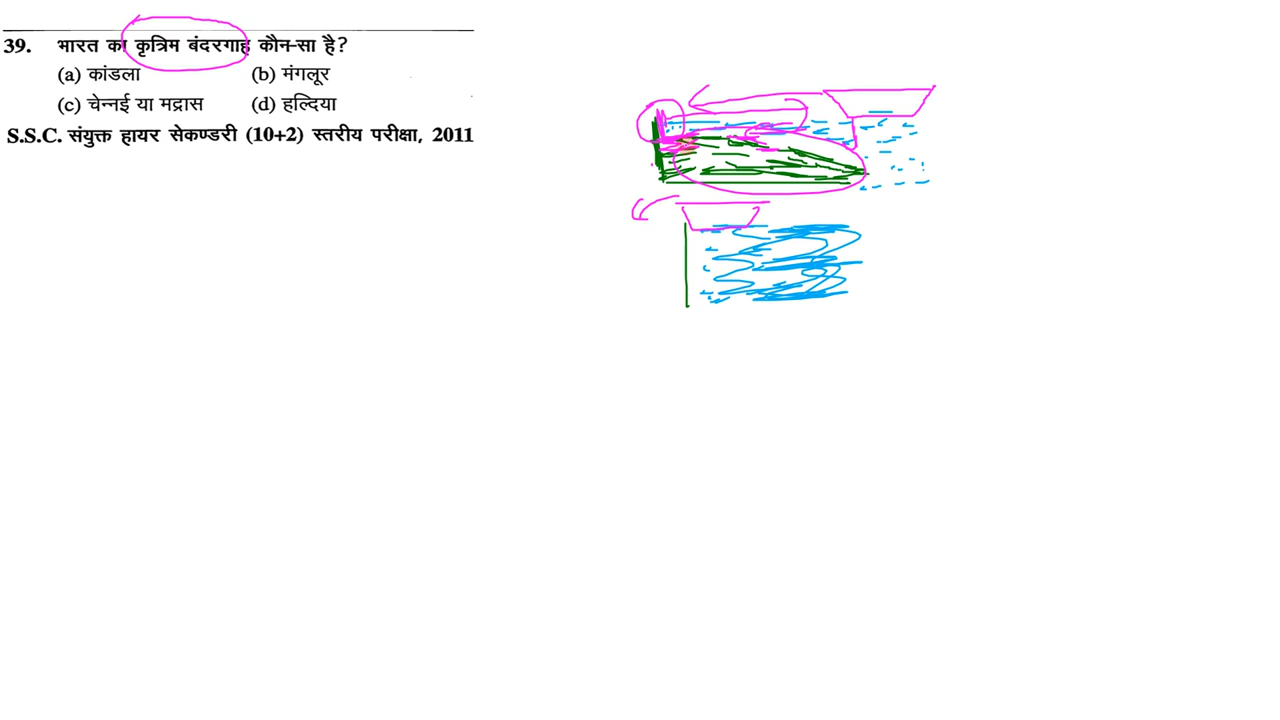 39. भारत का कृत्रिम बंदरगाह कौन-सा है?
(a) कांडला (b) मंगलूर
(c) चेन्नई या मद्रास (d) हल्दिया
S.S.C. संयुक्त हायर सेकण्डरी (10+2) स्तरीय परीक्षा, 2011